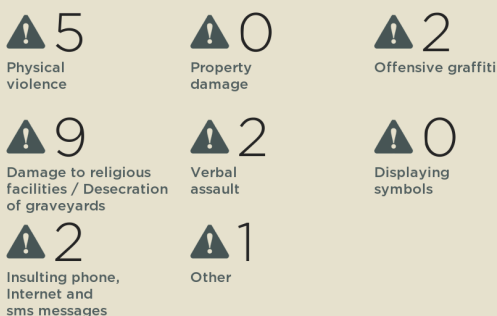 5
Physical
violence
0
Property
damage
2
Offensive graffiti
9
Damage to religious
facilities / Desecration
of graveyards
2
Verbal
assault
0
Displaying
symbols
2
Insulting phone,
Internet and
sms messages
1
Other